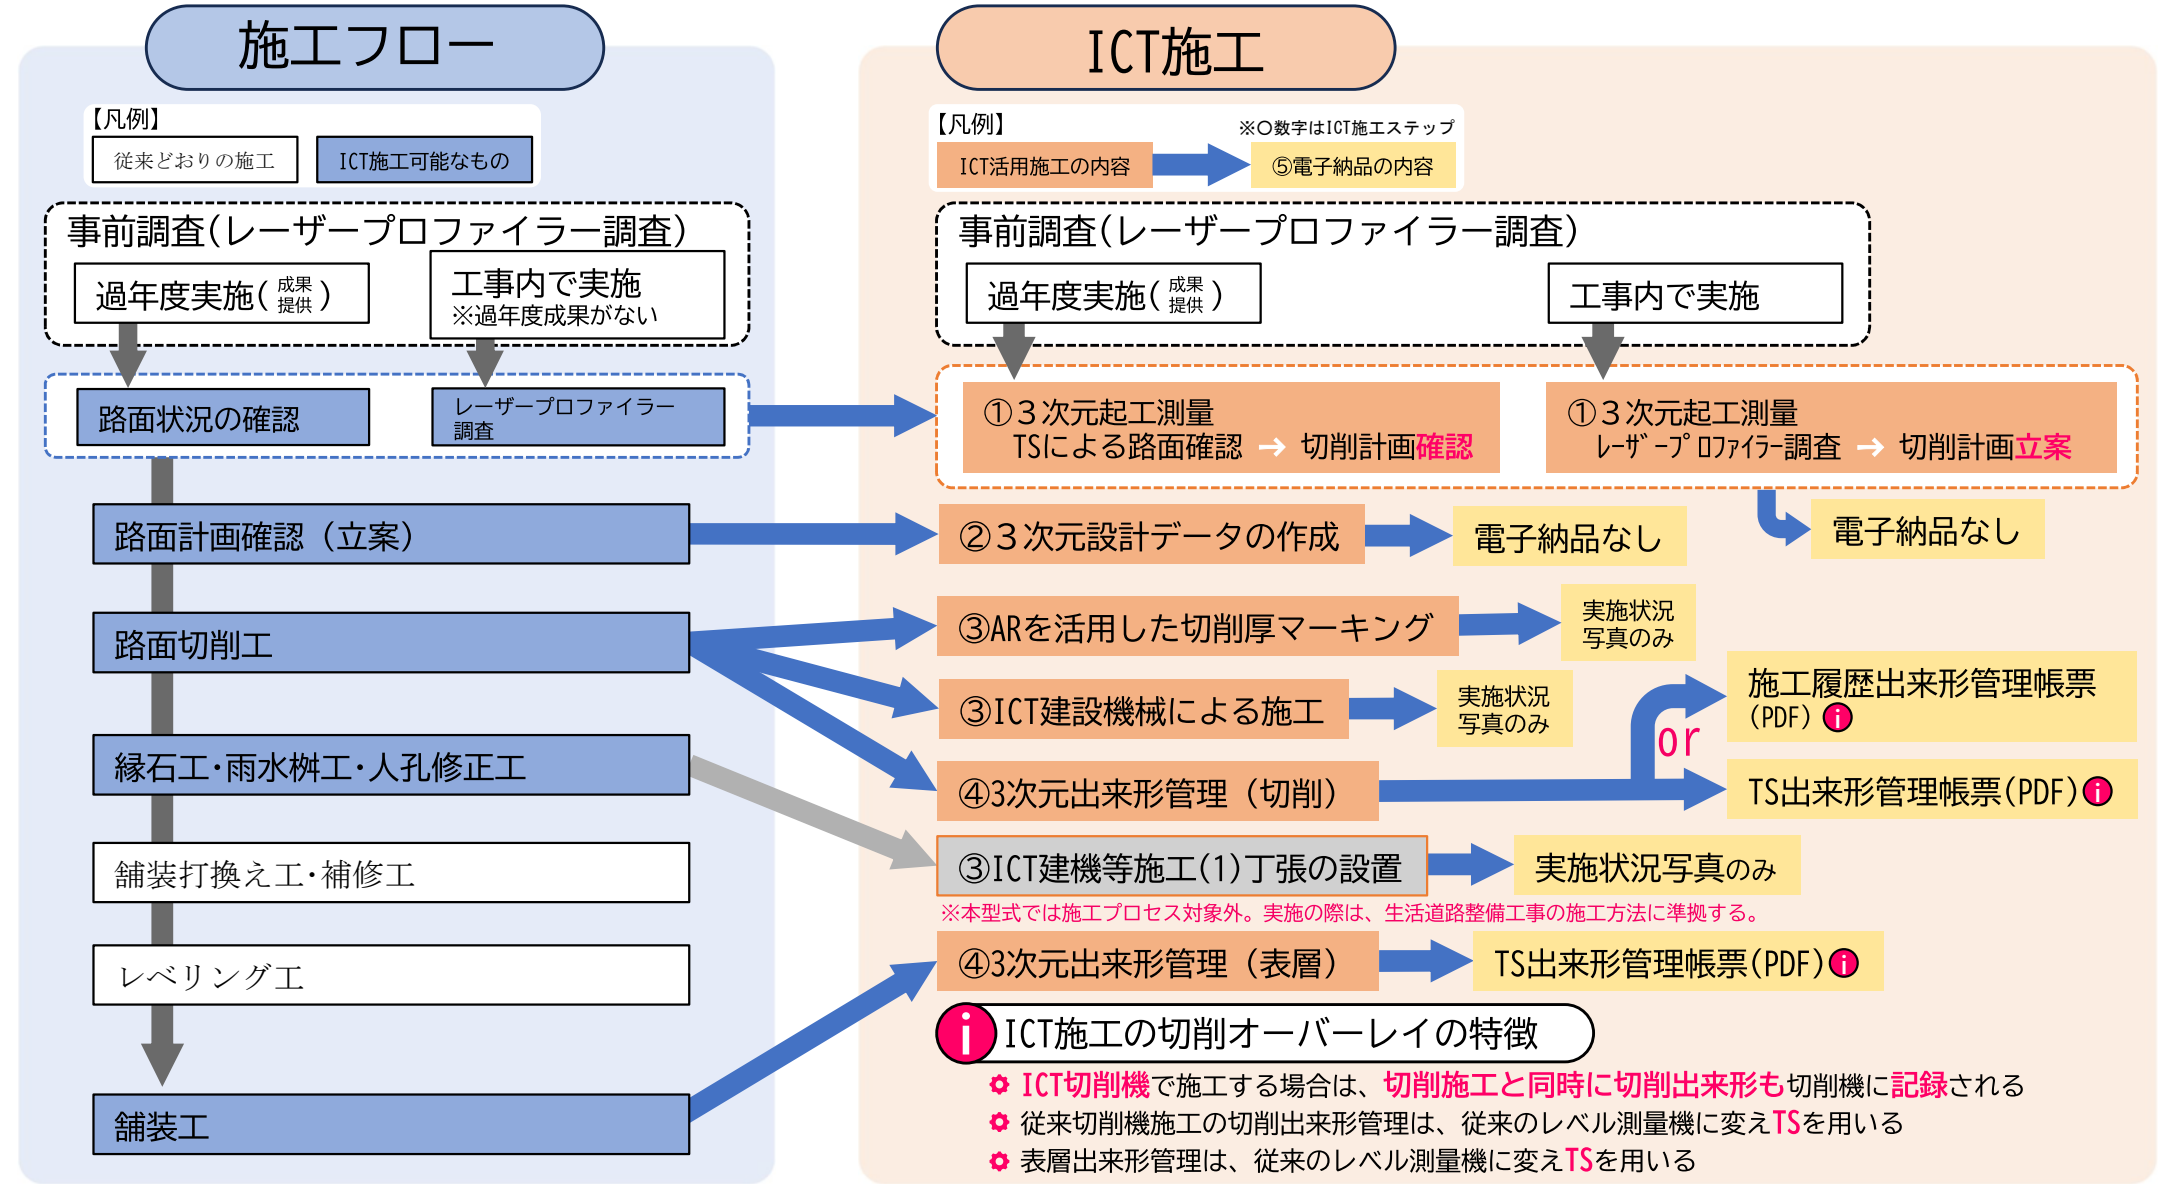 施工フロー
【凡例】
従来どおりの施工
ICT施工可能なもの
事前調査(レーザープロファイラー調査)
過年度実施(成果提供)
工事内で実施
※過年度成果がない
路面状況の確認
レーザープロファイラー
調査
路面計画確認（立案）
路面切削工
縁石工･雨水桝工･人孔修正工
舗装打換え工･補修工
レベリング工
舗装工
ICT施工
【凡例】
※〇数字はICT施工ステップ
ICT活用施工の内容
⑤電子納品の内容
事前調査(レーザープロファイラー調査)
過年度実施(成果提供)
工事内で実施
①３次元起工測量
TSによる路面確認 → 切削計画確認
①３次元起工測量
ﾚｰｻﾞｰﾌﾟﾛﾌｧｲﾗｰ調査 → 切削計画立案
電子納品なし
②３次元設計データの作成
電子納品なし
③ARを活用した切削厚マーキング
実施状況
写真のみ
③ICT建設機械による施工
実施状況
写真のみ
④3次元出来形管理（切削）
or
施工履歴出来形管理帳票
(PDF) i
TS出来形管理帳票(PDF) i
③ICT建機等施工(1)丁張の設置
実施状況写真のみ
※本型式では施工プロセス対象外。実施の際は、生活道路整備工事の施工方法に準拠する。
④3次元出来形管理（表層）
TS出来形管理帳票(PDF) i
i ICT施工の切削オーバーレイの特徴
ICT切削機で施工する場合は、切削施工と同時に切削出来形も切削機に記録される
従来切削機施工の切削出来形管理は、従来のレベル測量機に変えTSを用いる
表層出来形管理は、従来のレベル測量機に変えTSを用いる